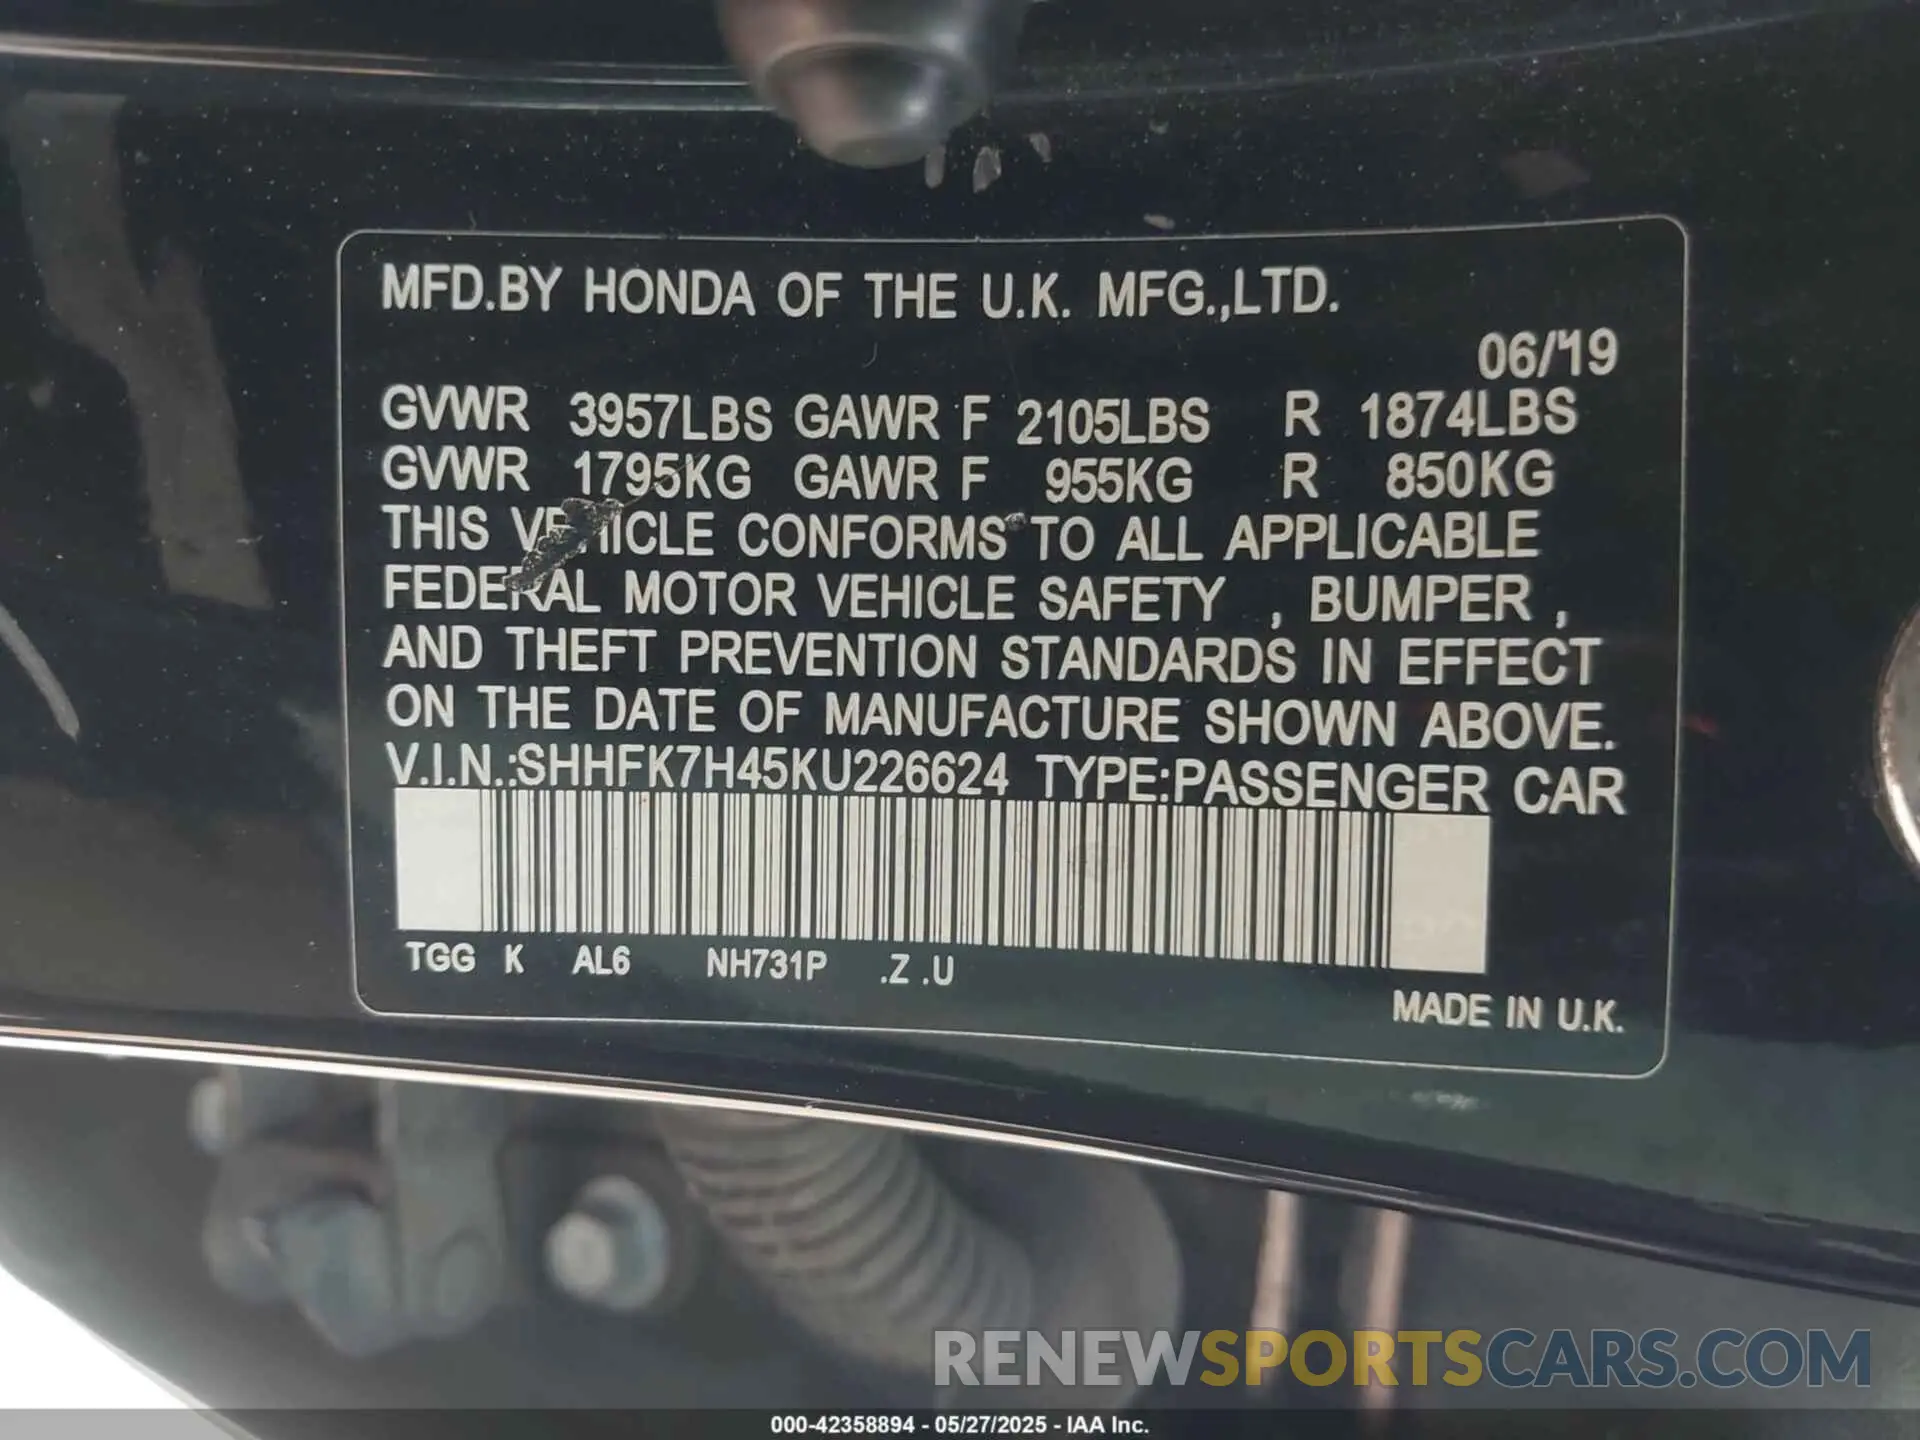 MFD.BY HONDA OF THE U.K. MFG.,LTD.
06/'19
GVWR 3957LBS GAWR F 2105LBS R 1874LBS
GVWR 1795KG GAWR F 955KG R 850KG
THIS VEHICLE CONFORMS TO ALL APPLICABLE
FEDERAL MOTOR VEHICLE SAFETY , BUMPER ,
AND THEFT PREVENTION STANDARDS IN EFFECT
ON THE DATE OF MANUFACTURE SHOWN ABOVE.
V.I.N.:SHHFK7H45KU226624 TYPE:PASSENGER CAR
TGG K AL6 NH731P .Z .U
MADE IN U.K.
RENEWSPORTSCARS.COM
000-42358894 - 05/27/2025 - IAA Inc.